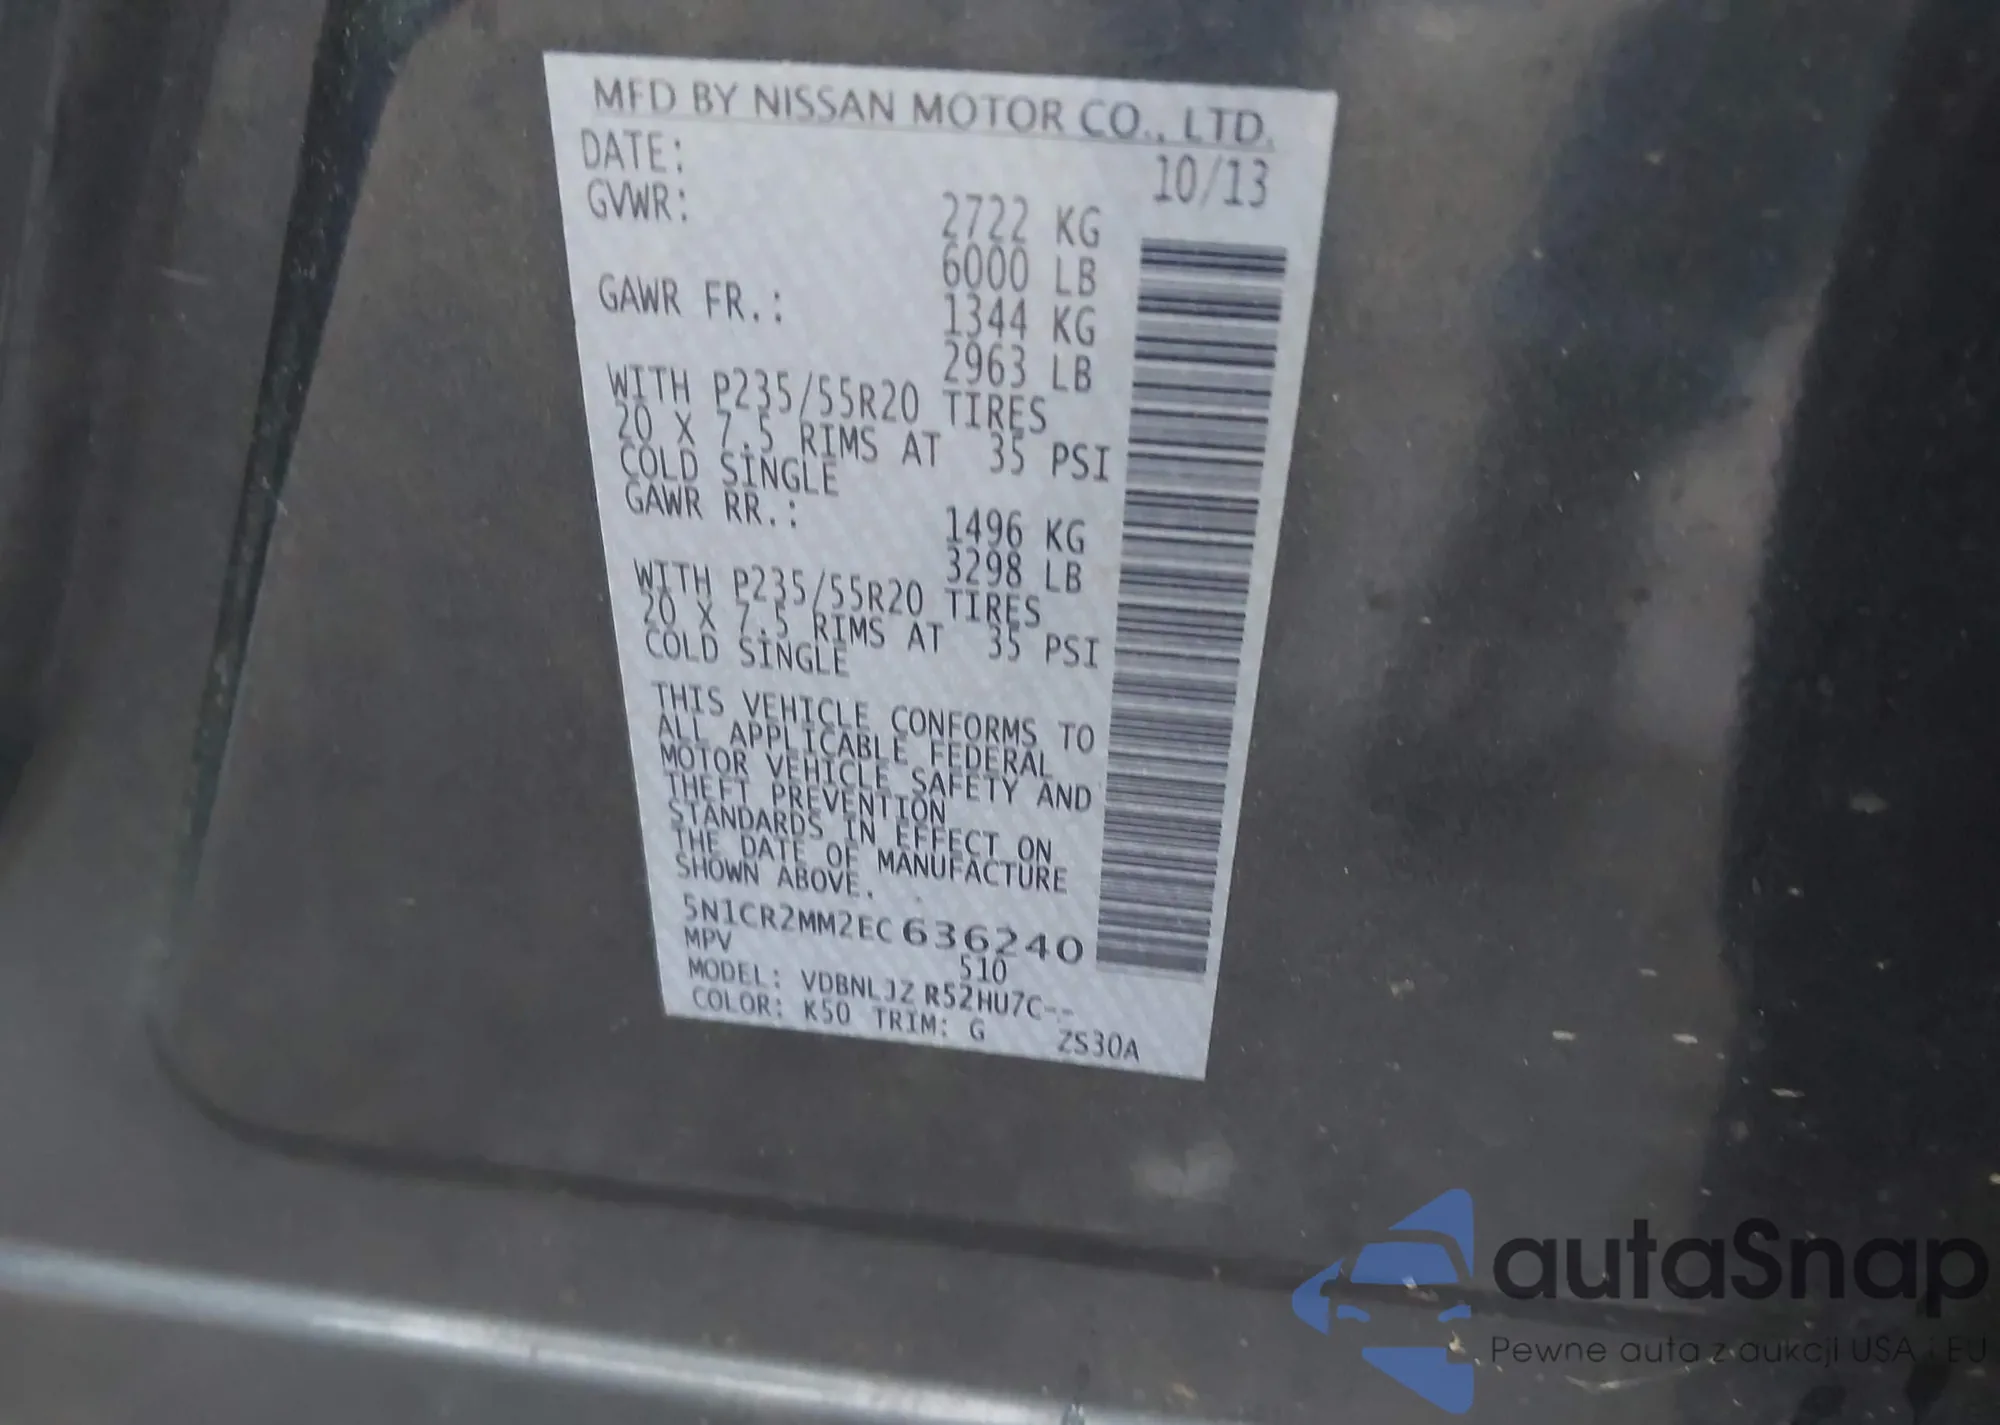 MFD BY NISSAN MOTOR CO., LTD.
DATE: 10/13
GVWR: 2722 KG
6000 LB
GAWR FR.: 1344 KG
2963 LB
WITH P235/55R20 TIRES
20 X 7.5 RIMS AT 35 PSI
COLD SINGLE
GAWR RR.: 1496 KG
3298 LB
WITH P235/55R20 TIRES
20 X 7.5 RIMS AT 35 PSI
COLD SINGLE
THIS VEHICLE CONFORMS TO
ALL APPLICABLE FEDERAL
MOTOR VEHICLE SAFETY AND
THEFT PREVENTION
STANDARDS IN EFFECT ON
THE DATE OF MANUFACTURE
SHOWN ABOVE.
5N1CR2MM2EC636240
MPV 510
MODEL: VDBNLJZ R52HU7C--
COLOR: K50 TRIM: G ZS30A
autaSnap
Pewne auta z aukcji USA i EU